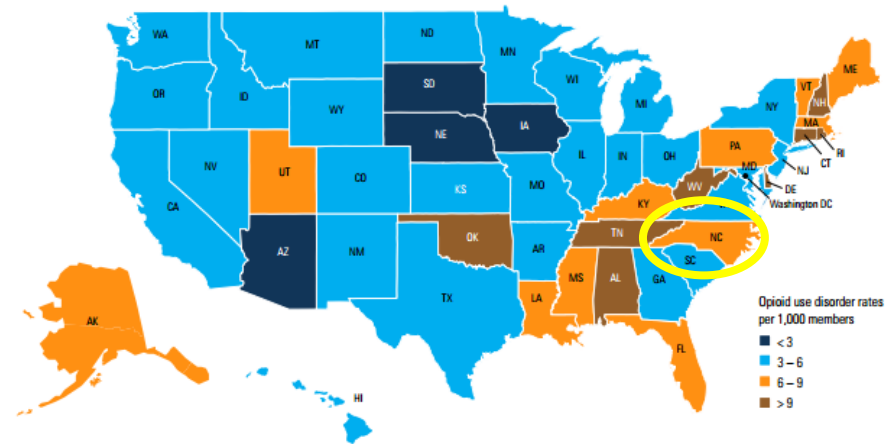 WA
MT
ND
MN
ME
OR
ID
SD
WI
VT
NH
WY
MI
NY
MA
RI
CT
NE
IA
PA
NJ
NV
UT
CO
IL
IN
OH
MD
DE
Washington DC
CA
KS
MO
WV
KY
AZ
NM
OK
AR
TN
NC
SC
MS
AL
GA
TX
LA
FL
AK
HI
Opioid use disorder rates
per 1,000 members
< 3
3 – 6
6 – 9
> 9